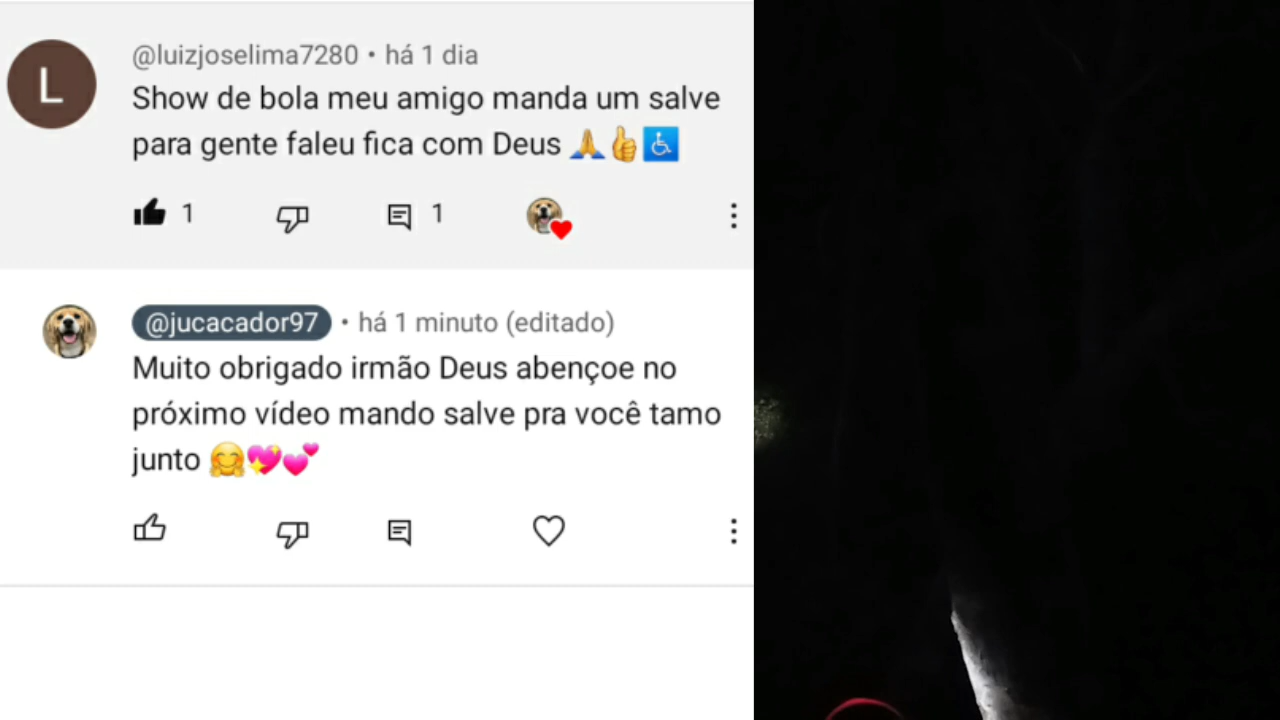 @luizjoselima7280 • há 1 dia
Show de bola meu amigo manda um salve
para gente faleu fica com Deus 🙏👍♿
1 1
@jucacador97 • há 1 minuto (editado)
Muito obrigado irmão Deus abençoe no
próximo vídeo mando salve pra você tamo
junto 🤗💖💕
L